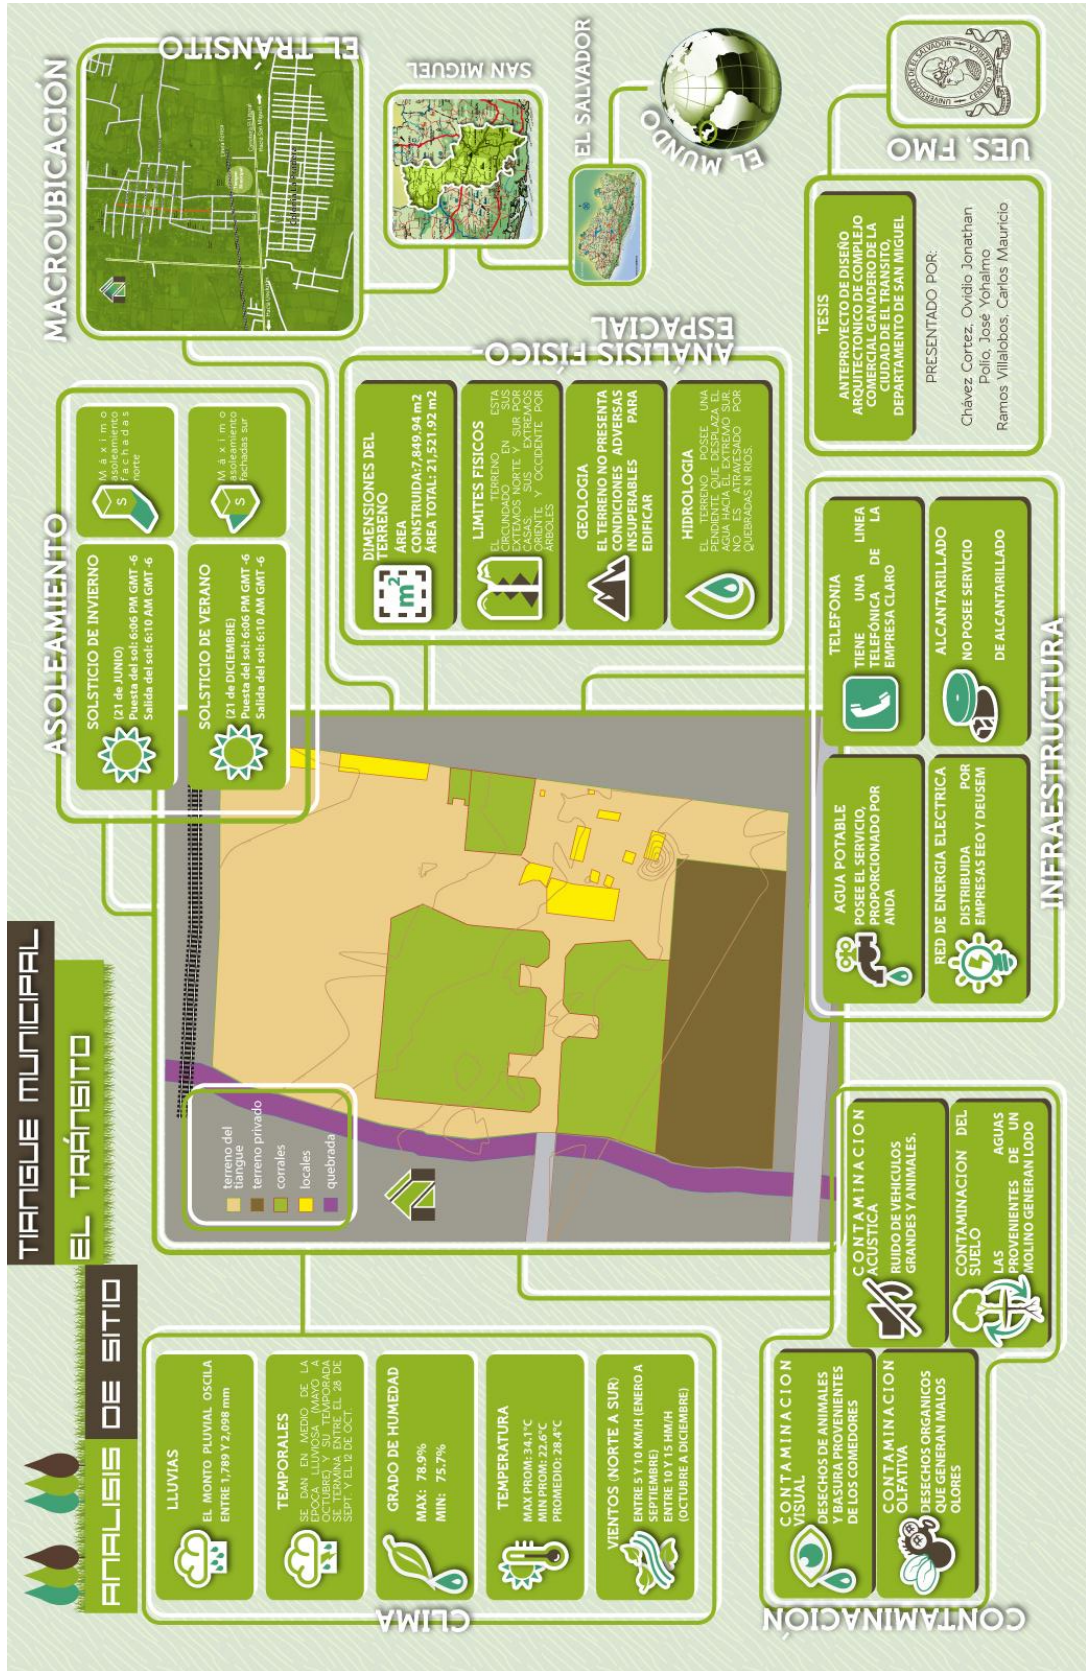 ANALISIS DE SITIO
TIANGUE MUNICIPAL
EL TRÁNSITO
CLIMA
LLUVIAS
EL MONTO PLUVIAL OSCILA
ENTRE 1,789 Y 2,098 mm
TEMPORALES
SE DAN EN MEDIO DE LA
EPOCA LLUVIOSA (MAYO A
OCTUBRE) Y SU TEMPORADA
SE TERMINA ENTRE EL 28 DE
SEPT. Y EL 12 DE OCT.
GRADO DE HUMEDAD
MAX: 78.9%
MIN: 75.7%
TEMPERATURA
MAX PROM: 34,1°C
MIN PROM: 22.6°C
PROMEDIO: 28.4°C
VIENTOS (NORTE A SUR)
ENTRE 5 Y 10 KM/H (ENERO A
SEPTIEMBRE)
ENTRE 10 Y 15 HM/H
(OCTUBRE A DICIEMBRE)
CONTAMINACIÓN
CONTAMINACION
VISUAL
DESECHOS DE ANIMALES
Y BASURA PROVENIENTES
DE LOS COMEDORES
CONTAMINACION
OLFATIVA
DESECHOS ORGANICOS
QUE GENERAN MALOS
OLORES
CONTAMINACION
ACUSTICA
RUIDO DE VEHICULOS
GRANDES Y ANIMALES.
CONTAMINACION DEL
SUELO
LAS AGUAS
PROVENIENTES DE UN
MOLINO GENERAN LODO
terreno del
tiangue
terreno privado
corrales
locales
quebrada
N
ASOLEAMIENTO
SOLSTICIO DE INVIERNO
(21 de JUNIO)
Puesta del sol: 6:06 PM GMT -6
Salida del sol: 6:10 AM GMT -6
S
Máximo
asoleamiento
fachadas
norte
SOLSTICIO DE VERANO
(21 de DICIEMBRE)
Puesta del sol: 6:06 PM GMT -6
Salida del sol: 6:10 AM GMT -6
S
Máximo
asoleamiento
fachadas sur
MACROUBICACIÓN
EL TRÁNSITO
SAN MIGUEL
EL SALVADOR
EL MUNDO
ANÁLISIS FÍSICO-
ESPACIAL
DIMENSIONES DEL
TERRENO
m2
ÁREA
CONSTRUIDA:7,849.94 m2
ÁREA TOTAL: 21,521.92 m2
LIMITES FISICOS
EL TERRENO ESTA
CIRCUNDADO EN SUS
EXTEMOS NORTE Y SUR POR
CASAS; SUS EXTREMOS
ORIENTE Y OCCIDENTE POR
ÁRBOLES
GEOLOGIA
EL TERRENO NO PRESENTA
CONDICIONES ADVERSAS
INSUPERABLES PARA
EDIFICAR
HIDROLOGIA
EL TERRENO POSEE UNA
PENDIENTE QUE DESPLAZA EL
AGUA HACIA EL EXTREMO SUR,
NO ES ATRAVESADO POR
QUEBRADAS NI RIOS.
INFRAESTRUCTURA
AGUA POTABLE
POSEE EL SERVICIO,
PROPORCIONADO POR
ANDA
TELEFONIA
TIENE UNA LINEA
TELEFÓNICA DE LA
EMPRESA CLARO
RED DE ENERGIA ELECTRICA
DISTRIBUIDA POR
EMPRESAS EEO Y DEUSEM
ALCANTARILLADO
NO POSEE SERVICIO
DE ALCANTARILLADO
TESIS
ANTEPROYECTO DE DISEÑO
ARQUITECTONICO DE COMPLEJO
COMERCIAL GANADERO DE LA
CIUDAD DE EL TRANSITO,
DEPARTAMENTO DE SAN MIGUEL
PRESENTADO POR:
Chávez Cortez, Ovidio Jonathan
Polío, José Yohalmo
Ramos Villalobos, Carlos Mauricio
UES. FMO